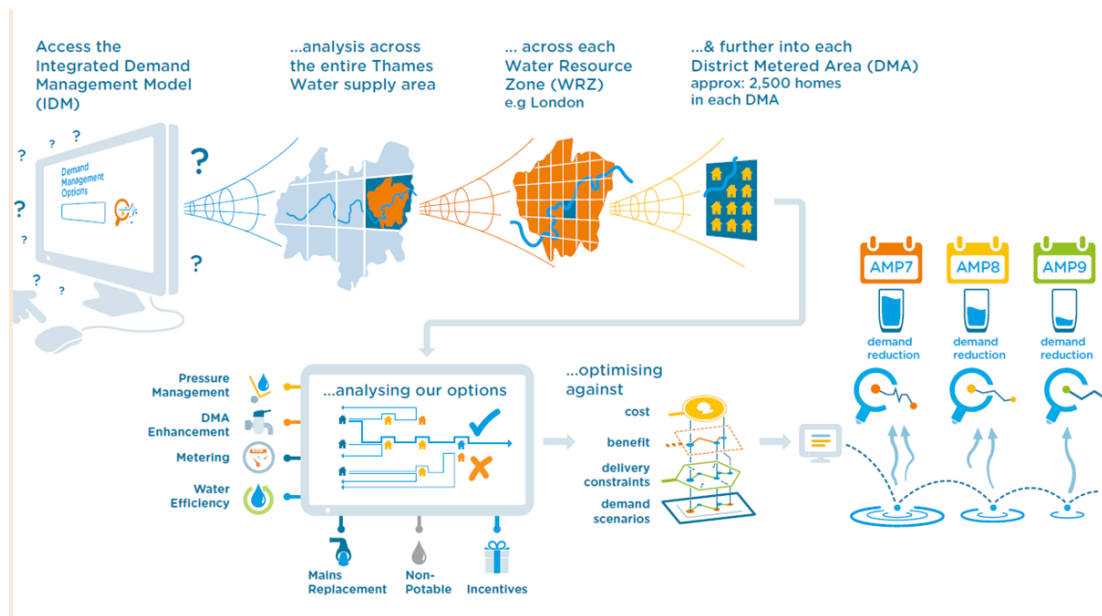 Access the
Integrated Demand
Management Model
(IDM)
...analysis across
the entire Thames
Water supply area
... across each
Water Resource
Zone (WRZ)
e.g London
...& further into each
District Metered Area (DMA)
approx: 2,500 homes
in each DMA
?
?
?
?
?
?
?
?
?
?
Demand
Management
Options
AMP7
AMP8
AMP9
demand
reduction
demand
reduction
demand
reduction
Pressure
Management
DMA
Enhancement
Metering
Water
Efficiency
...analysing our options
Mains
Replacement
Non-
Potable
Incentives
...optimising
against
cost
benefit
delivery
constraints
demand
scenarios